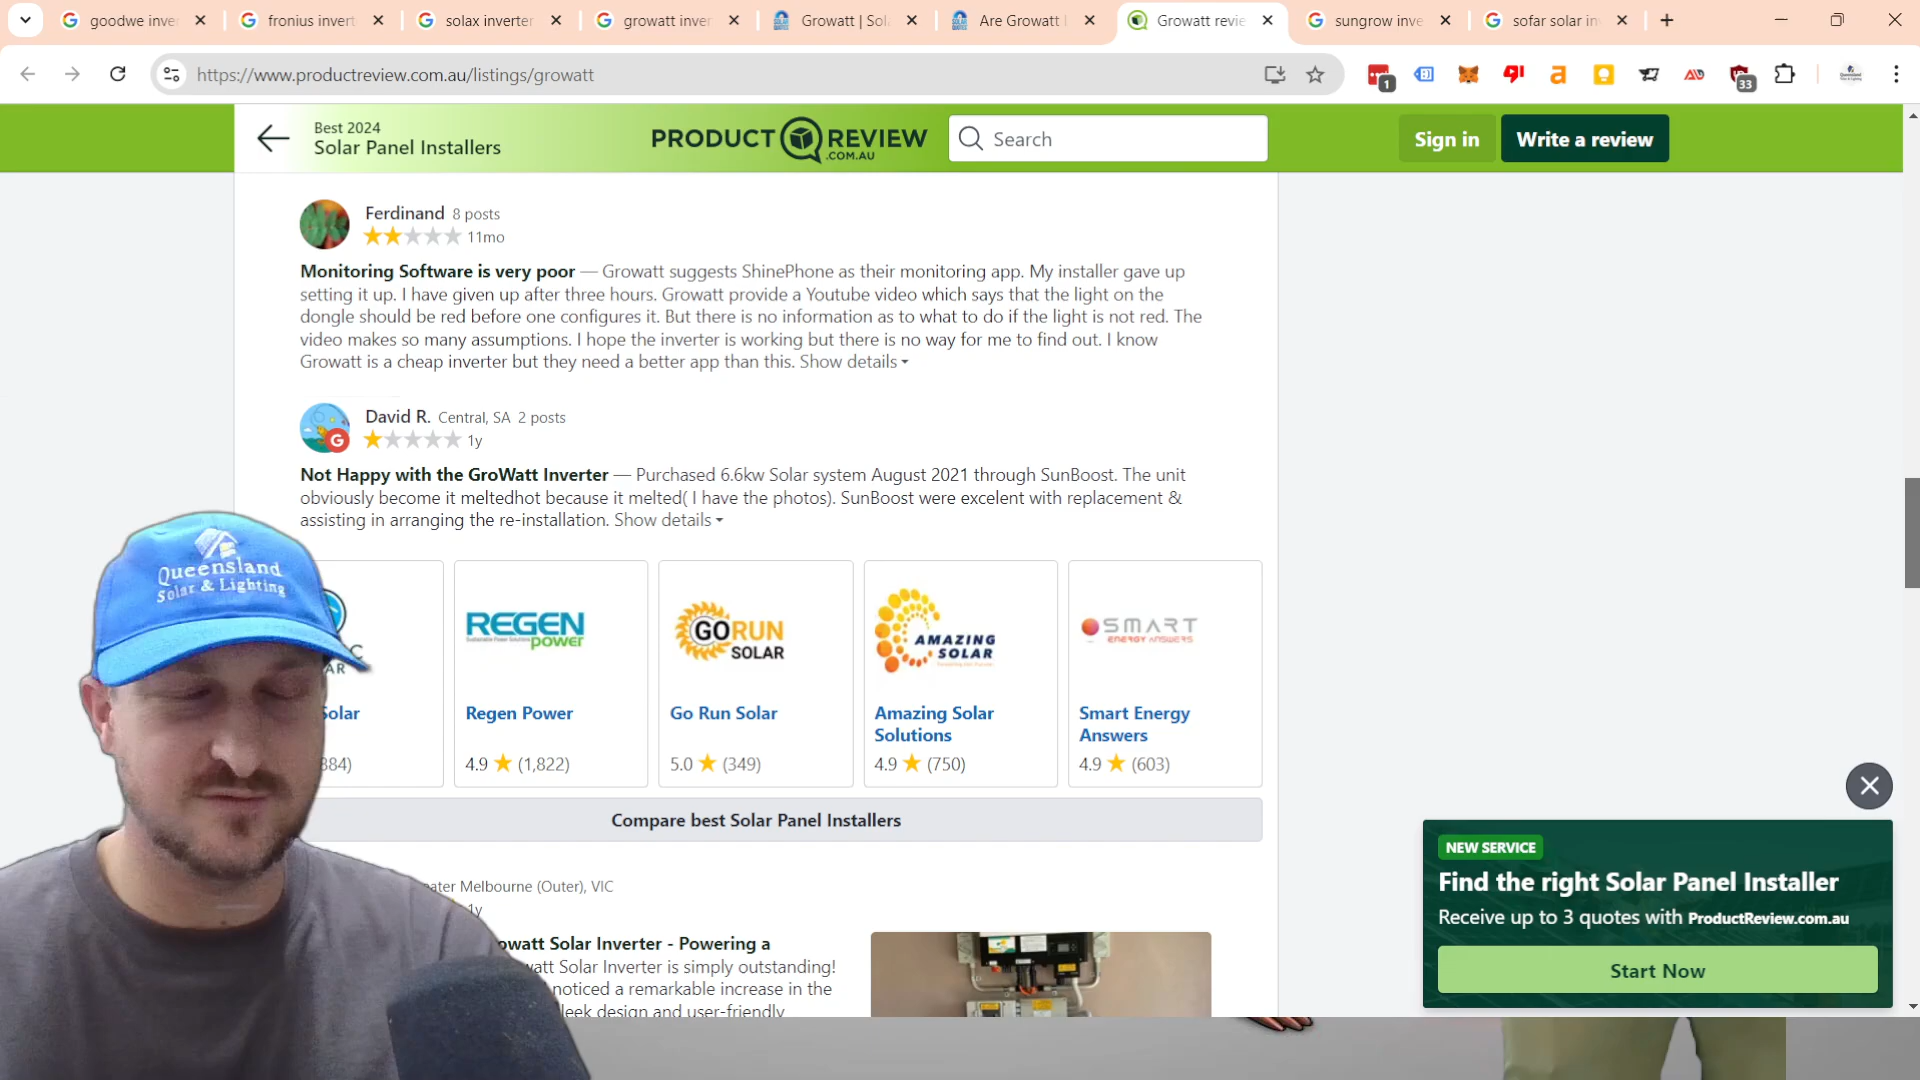 goodwe inver
fronius invert
solax inverter
growatt inver
Growatt | Sol
Are Growatt I
Growatt revie
sungrow inve
sofar solar in
https://www.productreview.com.au/listings/growatt
1
33
Best 2024
Solar Panel Installers
PRODUCT REVIEW
.COM.AU
Search
Sign in
Write a review
Ferdinand 8 posts
11mo
Monitoring Software is very poor — Growatt suggests ShinePhone as their monitoring app. My installer gave up
setting it up. I have given up after three hours. Growatt provide a Youtube video which says that the light on the
dongle should be red before one configures it. But there is no information as to what to do if the light is not red. The
video makes so many assumptions. I hope the inverter is working but there is no way for me to find out. I know
Growatt is a cheap inverter but they need a better app than this. Show details
David R. Central, SA 2 posts
G
1y
Not Happy with the GroWatt Inverter — Purchased 6.6kw Solar system August 2021 through SunBoost. The unit
obviously become it meltedhot because it melted( I have the photos). SunBoost were excelent with replacement &
assisting in arranging the re-installation. Show details
Queensland
Solar & Lighting
REGEN
power
GORUN
SOLAR
AMAZING
SOLAR
SMART
ENERGY ANSWERS
Solar
Regen Power
Go Run Solar
Amazing Solar
Solutions
Smart Energy
Answers
384)
4.9 (1,822)
5.0 (349)
4.9 (750)
4.9 (603)
Compare best Solar Panel Installers
ater Melbourne (Outer), VIC
1y
owatt Solar Inverter - Powering a
watt Solar Inverter is simply outstanding!
noticed a remarkable increase in the
leek design and user-friendly
NEW SERVICE
Find the right Solar Panel Installer
Receive up to 3 quotes with ProductReview.com.au
Start Now